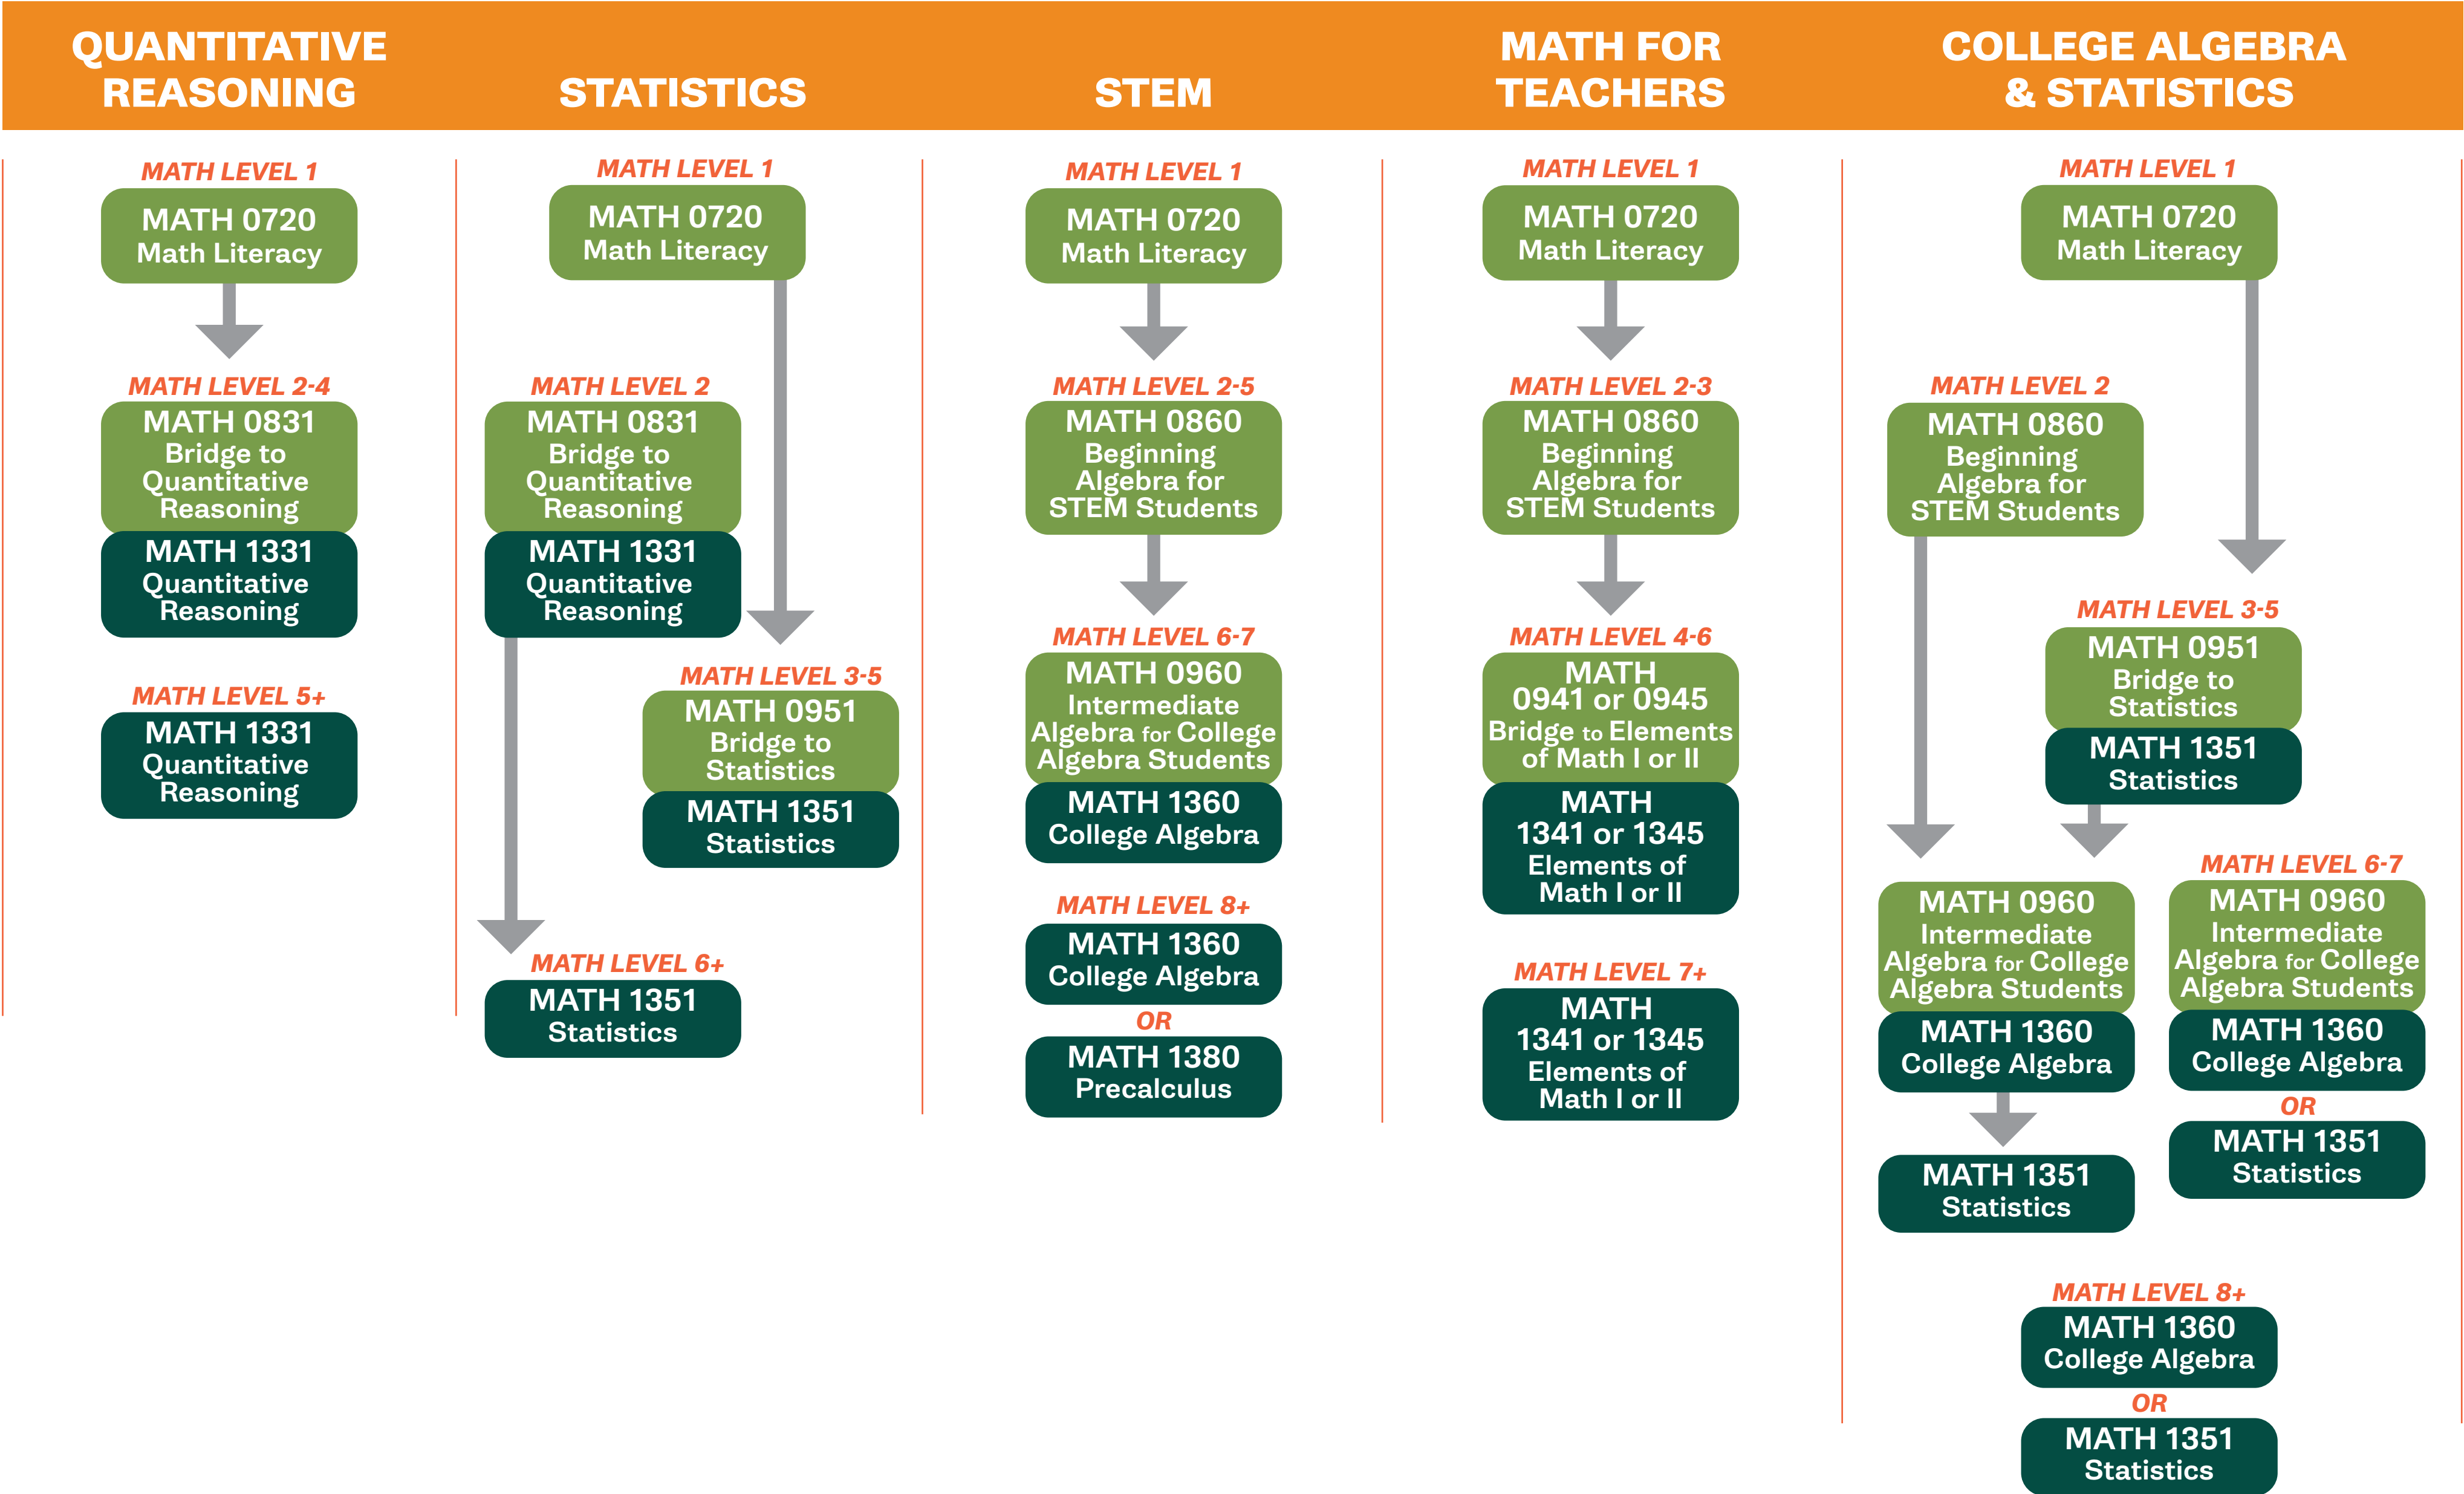 QUANTITATIVE
REASONING
MATH LEVEL 1
MATH 0720
Math Literacy
MATH LEVEL 2-4
MATH 0831
Bridge to
Quantitative
Reasoning
MATH 1331
Quantitative
Reasoning
MATH LEVEL 5+
MATH 1331
Quantitative
Reasoning
STATISTICS
MATH LEVEL 1
MATH 0720
Math Literacy
MATH LEVEL 2
MATH 0831
Bridge to
Quantitative
Reasoning
MATH 1331
Quantitative
Reasoning
MATH LEVEL 3-5
MATH 0951
Bridge to
Statistics
MATH 1351
Statistics
MATH LEVEL 6+
MATH 1351
Statistics
STEM
MATH LEVEL 1
MATH 0720
Math Literacy
MATH LEVEL 2-5
MATH 0860
Beginning
Algebra for
STEM Students
MATH LEVEL 6-7
MATH 0960
Intermediate
Algebra for College
Algebra Students
MATH 1360
College Algebra
MATH LEVEL 8+
MATH 1360
College Algebra
OR
MATH 1380
Precalculus
MATH FOR
TEACHERS
MATH LEVEL 1
MATH 0720
Math Literacy
MATH LEVEL 2-3
MATH 0860
Beginning
Algebra for
STEM Students
MATH LEVEL 4-6
MATH
0941 or 0945
Bridge to Elements
of Math I or II
MATH
1341 or 1345
Elements of
Math I or II
MATH LEVEL 7+
MATH
1341 or 1345
Elements of
Math I or II
COLLEGE ALGEBRA
& STATISTICS
MATH LEVEL 1
MATH 0720
Math Literacy
MATH LEVEL 2
MATH 0860
Beginning
Algebra for
STEM Students
MATH LEVEL 3-5
MATH 0951
Bridge to
Statistics
MATH 1351
Statistics
MATH 0960
Intermediate
Algebra for College
Algebra Students
MATH 1360
College Algebra
MATH 1351
Statistics
MATH LEVEL 6-7
MATH 0960
Intermediate
Algebra for College
Algebra Students
MATH 1360
College Algebra
OR
MATH 1351
Statistics
MATH LEVEL 8+
MATH 1360
College Algebra
OR
MATH 1351
Statistics